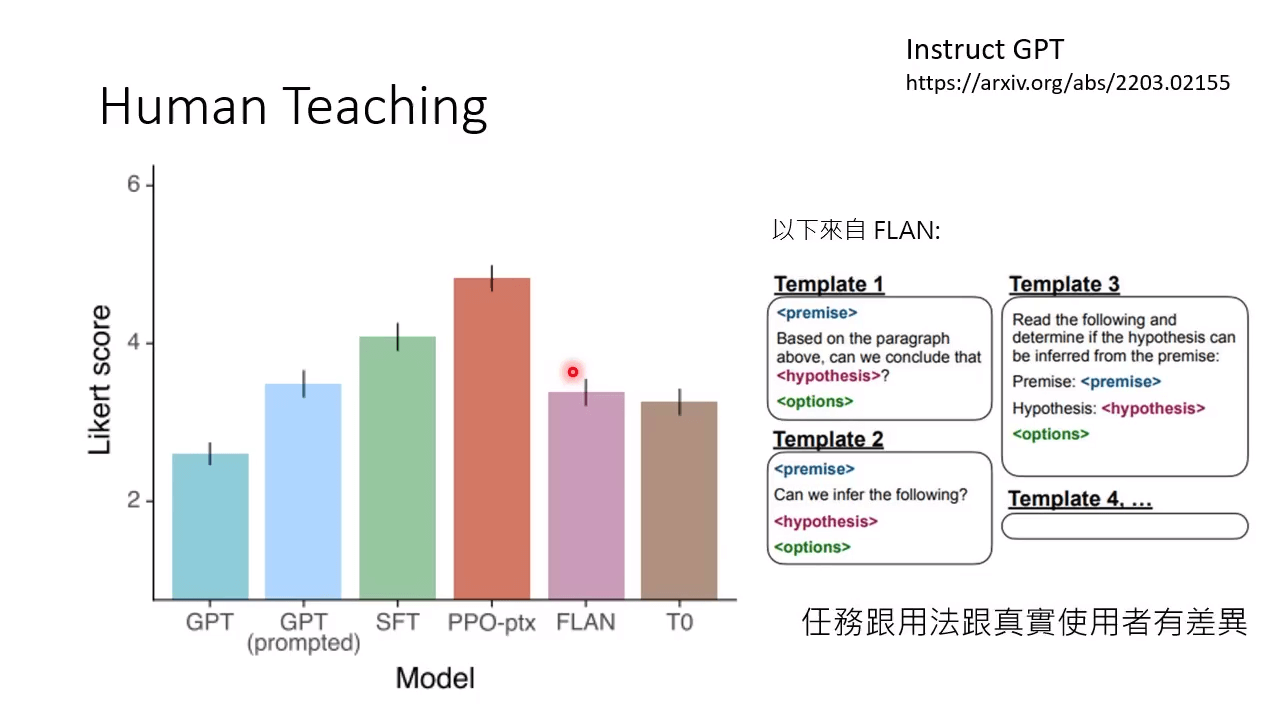 Instruct GPT
https://arxiv.org/abs/2203.02155
Human Teaching
6
4
2
Likert score
GPT
GPT
(prompted)
SFT
PPO-ptx
FLAN
T0
Model
以下來自 FLAN:
Template 1
<premise>
Based on the paragraph
above, can we conclude that
<hypothesis>?
<options>
Template 2
<premise>
Can we infer the following?
<hypothesis>
<options>
Template 3
Read the following and
determine if the hypothesis can
be inferred from the premise:
Premise: <premise>
Hypothesis: <hypothesis>
<options>
Template 4, ...
任務跟用法跟真實使用者有差異